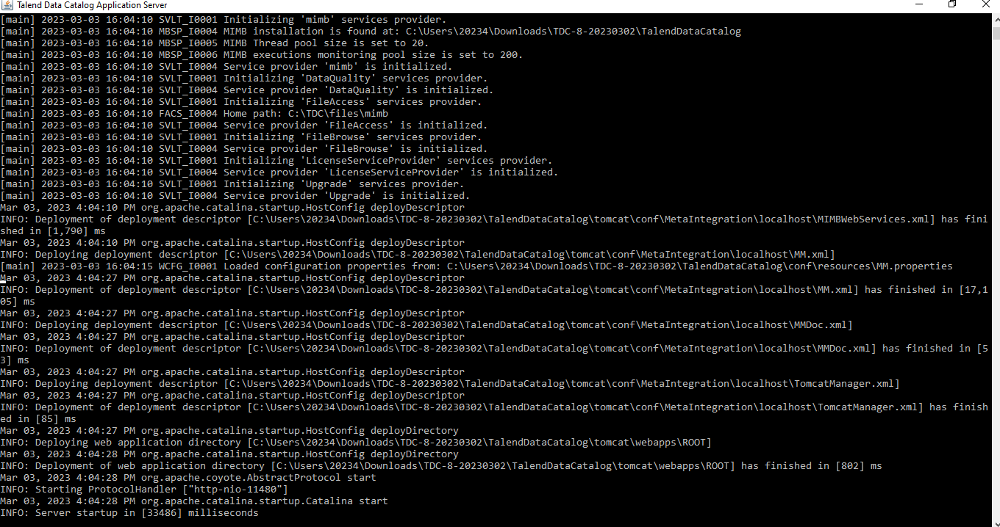 Talend Data Catalog Application Server
[main] 2023-03-03 16:04:10 SVLT_I0001 Initializing 'mimb' services provider.
[main] 2023-03-03 16:04:10 MBSP_I0004 MIMB installation is found at: C:\Users\20234\Downloads\TDC-8-20230302\TalendDataCatalog
[main] 2023-03-03 16:04:10 MBSP_I0005 MIMB Thread pool size is set to 20.
[main] 2023-03-03 16:04:10 MBSP_I0006 MIMB executions monitoring pool size is set to 200.
[main] 2023-03-03 16:04:10 SVLT_I0004 Service provider 'mimb' is initialized.
[main] 2023-03-03 16:04:10 SVLT_I0001 Initializing 'DataQuality' services provider.
[main] 2023-03-03 16:04:10 SVLT_I0004 Service provider 'DataQuality' is initialized.
[main] 2023-03-03 16:04:10 SVLT_I0001 Initializing 'FileAccess' services provider.
[main] 2023-03-03 16:04:10 FACS_I0004 Home path: C:\TDC\files\mimb
[main] 2023-03-03 16:04:10 SVLT_I0004 Service provider 'FileAccess' is initialized.
[main] 2023-03-03 16:04:10 SVLT_I0001 Initializing 'FileBrowse' services provider.
[main] 2023-03-03 16:04:10 SVLT_I0004 Service provider 'FileBrowse' is initialized.
[main] 2023-03-03 16:04:10 SVLT_I0001 Initializing 'LicenseServiceProvider' services provider.
[main] 2023-03-03 16:04:10 SVLT_I0004 Service provider 'LicenseServiceProvider' is initialized.
[main] 2023-03-03 16:04:10 SVLT_I0001 Initializing 'Upgrade' services provider.
[main] 2023-03-03 16:04:10 SVLT_I0004 Service provider 'Upgrade' is initialized.
Mar 03, 2023 4:04:10 PM org.apache.catalina.startup.HostConfig deployDescriptor
INFO: Deployment of deployment descriptor [C:\Users\20234\Downloads\TDC-8-20230302\TalendDataCatalog\tomcat\conf\MetaIntegration\localhost\MIMBWebServices.xml] has fini
shed in [1,790] ms
Mar 03, 2023 4:04:10 PM org.apache.catalina.startup.HostConfig deployDescriptor
INFO: Deploying deployment descriptor [C:\Users\20234\Downloads\TDC-8-20230302\TalendDataCatalog\tomcat\conf\MetaIntegration\localhost\MM.xml]
[main] 2023-03-03 16:04:15 WCFG_I0001 Loaded configuration properties from: C:\Users\20234\Downloads\TDC-8-20230302\TalendDataCatalog\conf\resources\MM.properties
Mar 03, 2023 4:04:27 PM org.apache.catalina.startup.HostConfig deployDescriptor
INFO: Deployment of deployment descriptor [C:\Users\20234\Downloads\TDC-8-20230302\TalendDataCatalog\tomcat\conf\MetaIntegration\localhost\MM.xml] has finished in [17,1
05] ms
Mar 03, 2023 4:04:27 PM org.apache.catalina.startup.HostConfig deployDescriptor
INFO: Deploying deployment descriptor [C:\Users\20234\Downloads\TDC-8-20230302\TalendDataCatalog\tomcat\conf\MetaIntegration\localhost\MMDoc.xml]
Mar 03, 2023 4:04:27 PM org.apache.catalina.startup.HostConfig deployDescriptor
INFO: Deployment of deployment descriptor [C:\Users\20234\Downloads\TDC-8-20230302\TalendDataCatalog\tomcat\conf\MetaIntegration\localhost\MMDoc.xml] has finished in [5
3] ms
Mar 03, 2023 4:04:27 PM org.apache.catalina.startup.HostConfig deployDescriptor
INFO: Deploying deployment descriptor [C:\Users\20234\Downloads\TDC-8-20230302\TalendDataCatalog\tomcat\conf\MetaIntegration\localhost\TomcatManager.xml]
Mar 03, 2023 4:04:27 PM org.apache.catalina.startup.HostConfig deployDescriptor
INFO: Deployment of deployment descriptor [C:\Users\20234\Downloads\TDC-8-20230302\TalendDataCatalog\tomcat\conf\MetaIntegration\localhost\TomcatManager.xml] has finish
ed in [85] ms
Mar 03, 2023 4:04:27 PM org.apache.catalina.startup.HostConfig deployDirectory
INFO: Deploying web application directory [C:\Users\20234\Downloads\TDC-8-20230302\TalendDataCatalog\tomcat\webapps\ROOT]
Mar 03, 2023 4:04:28 PM org.apache.catalina.startup.HostConfig deployDirectory
INFO: Deployment of web application directory [C:\Users\20234\Downloads\TDC-8-20230302\TalendDataCatalog\tomcat\webapps\ROOT] has finished in [802] ms
Mar 03, 2023 4:04:28 PM org.apache.coyote.AbstractProtocol start
INFO: Starting ProtocolHandler ["http-nio-11480"]
Mar 03, 2023 4:04:28 PM org.apache.catalina.startup.Catalina start
INFO: Server startup in [33486] milliseconds